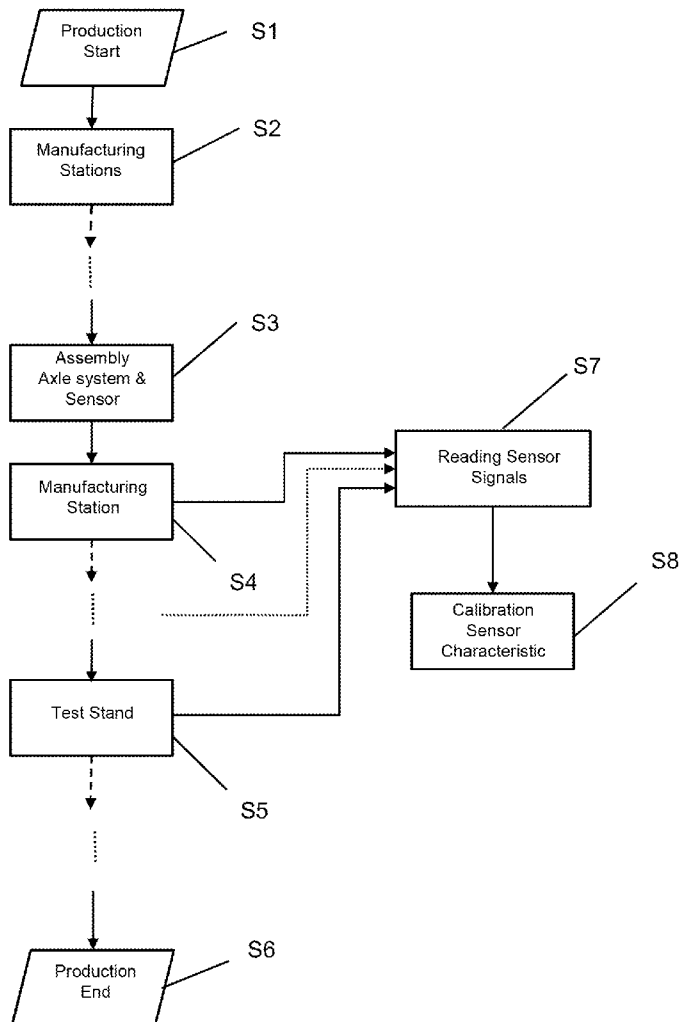 Production
Start
S1
Manufacturing
Stations
S2
Assembly
Axle system &
Sensor
S3
Manufacturing
Station
S4
Reading Sensor
Signals
S7
Calibration
Sensor
Characteristic
S8
Test Stand
S5
Production
End
S6